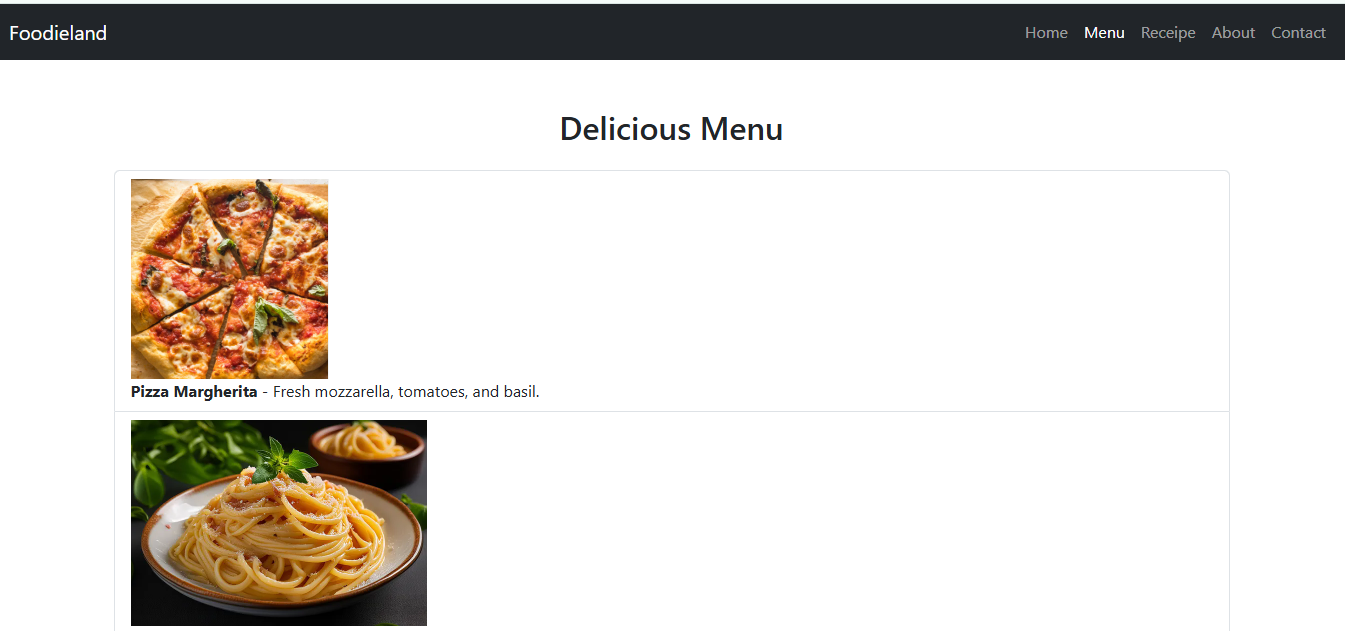 Foodieland Home Menu Receipe About Contact
Delicious Menu
Pizza Margherita - Fresh mozzarella, tomatoes, and basil.